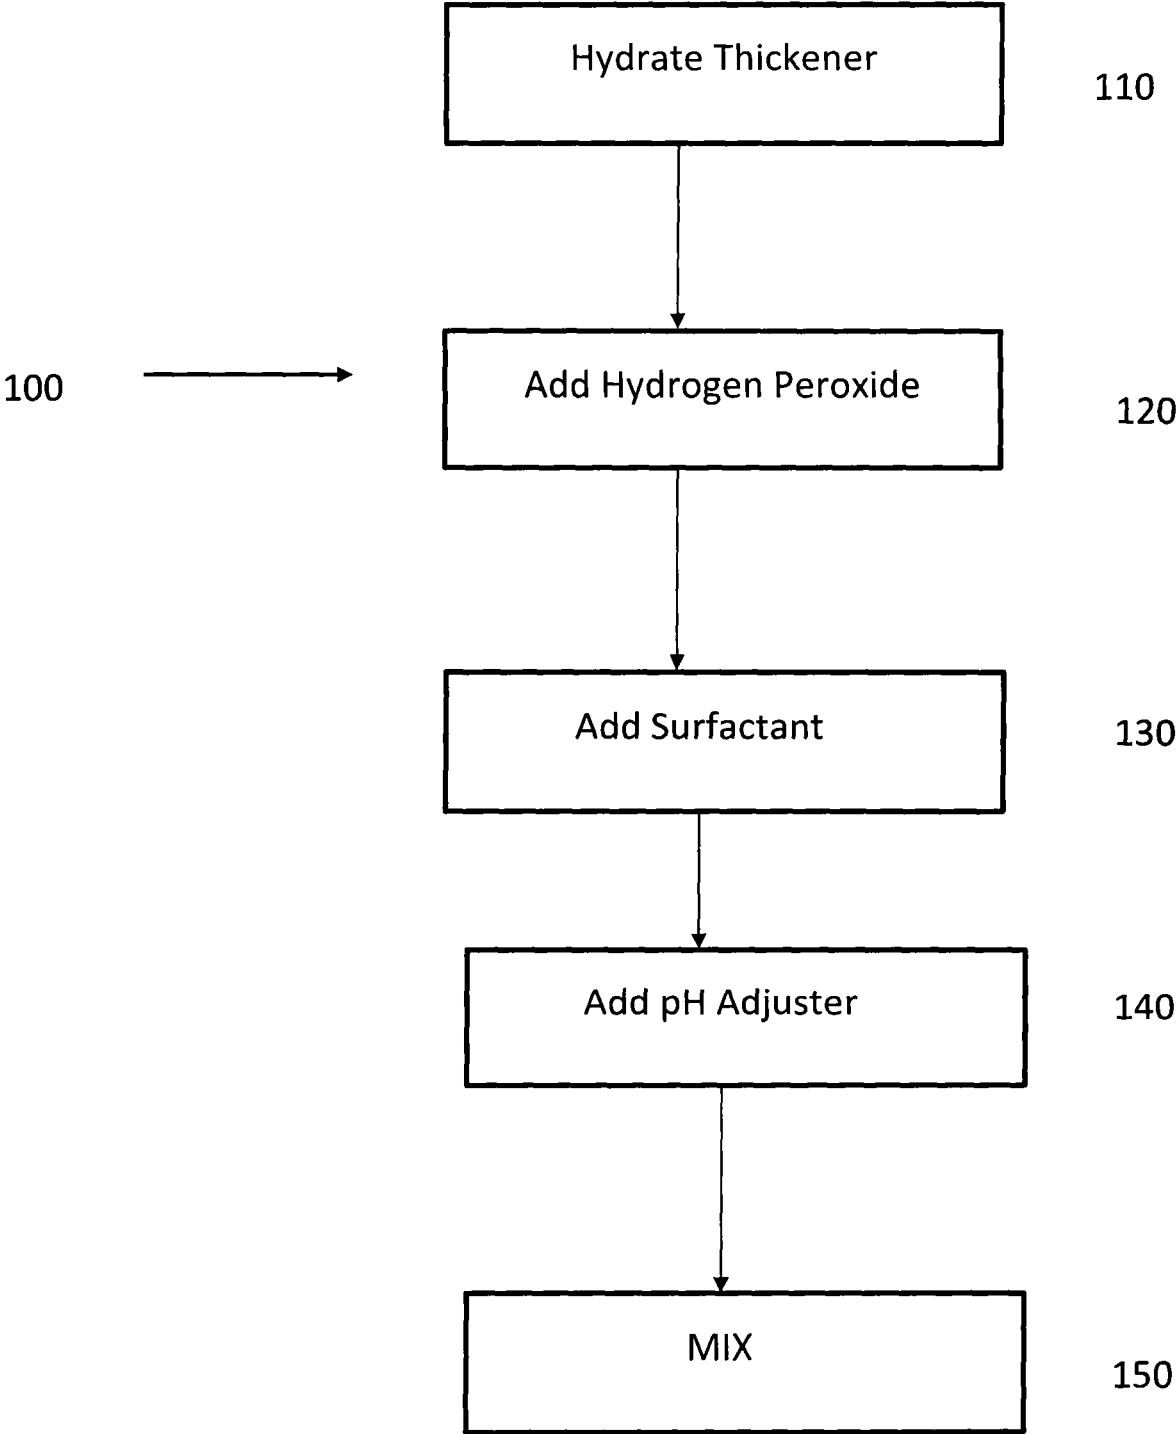 Hydrate Thickener
110
100
Add Hydrogen Peroxide
120
Add Surfactant
130
Add pH Adjuster
140
MIX
150